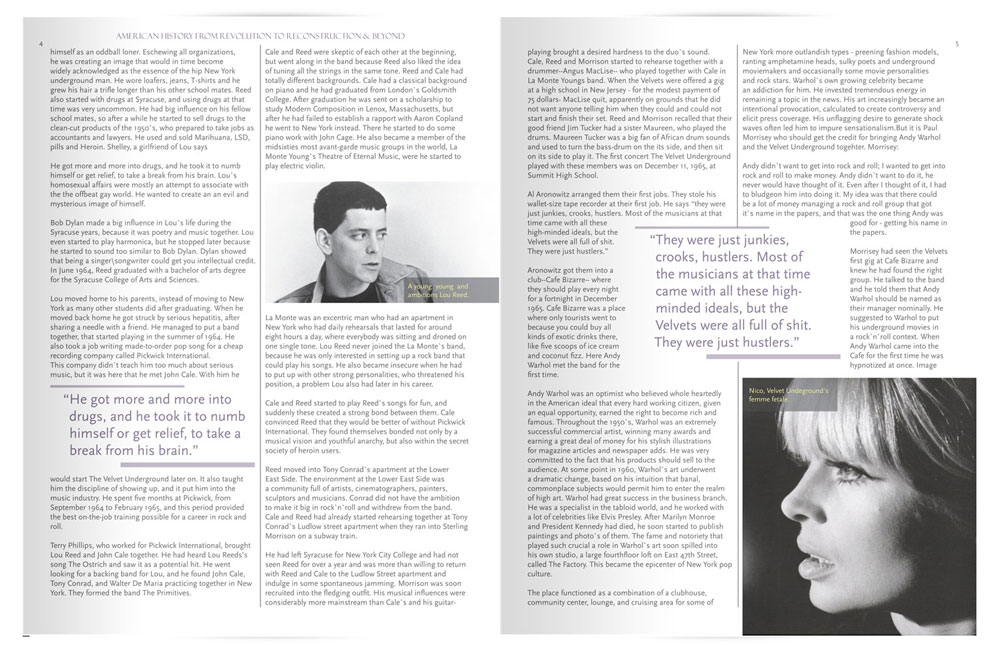 AMERICAN HISTORY FROM REVOLUTION TO RECONSTRUCTION & BEYOND
4
himself as an oddball loner. Eschewing all organizations,
he was creating an image that would in time become
widely acknowledged as the essence of the hip New York
underground man. He wore loafers, jeans, T-shirts and he
grew his hair a trifle longer than his other school mates. Reed
also started with drugs at Syracuse, and using drugs at that
time was very uncommon. He had big influence on his fellow
school mates, so after a while he started to sell drugs to the
clean-cut products of the 1950`s, who prepared to take jobs as
accountants and lawyers. He used and sold Marihuana, LSD,
pills and Heroin. Shelley, a girlfriend of Lou says
He got more and more into drugs, and he took it to numb
himself or get relief, to take a break from his brain. Lou`s
homosexual affairs were mostly an attempt to associate with
the the offbeat gay world. He wanted to create an an evil and
mysterious image of himself.
Bob Dylan made a big influence in Lou`s life during the
Syracuse years, because it was poetry and music together. Lou
even started to play harmonica, but he stopped later because
he started to sound too similar to Bob Dylan. Dylan showed
that being a singer\songwriter could get you intellectual credit.
In June 1964, Reed graduated with a bachelor of arts degree
for the Syracuse College of Arts and Sciences.
Lou moved home to his parents, instead of moving to New
York as many other students did after graduating. When he
moved back home he got struck by serious hepatitis, after
sharing a needle with a friend. He managed to put a band
together, that started playing in the summer of 1964. He
also took a job writing made-to-order pop song for a cheap
recording company called Pickwick International.
This company didn`t teach him too much about serious
music, but it was here that he met John Cale. With him he
“He got more and more into
drugs, and he took it to numb
himself or get relief, to take a
break from his brain.”
would start The Velvet Underground later on. It also taught
him the discipline of showing up, and it put him into the
music industry. He spent five months at Pickwick, from
September 1964 to February 1965, and this period provided
the best on-the-job training possible for a career in rock and
roll.
Terry Phillips, who worked for Pickwick International, brought
Lou Reed and John Cale together. He had heard Lou Reeds's
song The Ostrich and saw it as a potential hit. He went
looking for a backing band for Lou, and he found John Cale,
Tony Conrad, and Walter De Maria practicing together in New
York. They formed the band The Primitives.
Cale and Reed were skeptic of each other at the beginning,
but went along in the band because Reed also liked the idea
of tuning all the strings in the same tone. Reed and Cale had
totally different backgrounds. Cale had a classical background
on piano and he had graduated from London`s Goldsmith
College. After graduation he was sent on a scholarship to
study Modern Composition in Lenox, Massachusetts, but
after he had failed to establish a rapport with Aaron Copland
he went to New York instead. There he started to do some
piano work with John Cage. He also became a member of the
midsixties most avant-garde music groups in the world, La
Monte Young`s Theatre of Eternal Music, were he started to
play electric violin.
A young young and
ambitios Lou Reed.
La Monte was an excentric man who had an apartment in
New York who had daily rehearsals that lasted for around
eight hours a day, where everybody was sitting and droned on
one single tone. Lou Reed never joined the La Monte`s band,
because he was only interested in setting up a rock band that
could play his songs. He also became insecure when he had
to put up with other strong personalities, who threatened his
position, a problem Lou also had later in his career.
Cale and Reed started to play Reed`s songs for fun, and
suddenly these created a strong bond between them. Cale
convinced Reed that they would be better of without Pickwick
International. They found themselves bonded not only by a
musical vision and youthful anarchy, but also within the secret
society of heroin users.
Reed moved into Tony Conrad`s apartment at the Lower
East Side. The environment at the Lower East Side was
a community full of artists, cinematographers, painters,
sculptors and musicians. Conrad did not have the ambition
to make it big in rock`n`roll and withdrew from the band.
Cale and Reed had already started rehearsing together at Tony
Conrad`s Ludlow street apartment when they ran into Sterling
Morrison on a subway train.
He had left Syracuse for New York City College and had not
seen Reed for over a year and was more than willing to return
with Reed and Cale to the Ludlow Street apartment and
indulge in some spontaneous jamming. Morrison was soon
recruited into the fledging outfit. His musical influences were
considerably more mainstream than Cale`s and his guitar-
5
playing brought a desired hardness to the duo`s sound.
Cale, Reed and Morrison started to rehearse together with a
drummer--Angus MacLise-- who played together with Cale in
La Monte Youngs band. When the Velvets were offered a gig
at a high school in New Jersey - for the modest payment of
75 dollars- MacLise quit, apparently on grounds that he did
not want anyone telling him when they could and could not
start and finish their set. Reed and Morrison recalled that their
good friend Jim Tucker had a sister Maureen, who played the
drums. Maureen Tucker was a big fan of African drum sounds
and used to turn the bass-drum on the its side, and then sit
on its side to play it. The first concert The Velvet Underground
played with these members was on December 11, 1965, at
Summit High School.
Al Aronowitz arranged them their first jobs. They stole his
wallet-size tape recorder at their first job. He says “they were
just junkies, crooks, hustlers. Most of the musicians at that
time came with all these
high-minded ideals, but the
Velvets were all full of shit.
They were just hustlers.”
Aronowitz got them into a
club--Cafe Bizarre-- where
they should play every night
for a fortnight in December
1965. Cafe Bizarre was a place
where only tourists went to
because you could buy all
kinds of exotic drinks there,
like five scoops of ice cream
and coconut fizz. Here Andy
Warhol met the band for the
first time.
Andy Warhol was an optimist who believed whole heartedly
in the American ideal that every hard working citizen, given
an equal opportunity, earned the right to become rich and
famous. Throughout the 1950`s, Warhol was an extremely
successful commercial artist, winning many awards and
earning a great deal of money for his stylish illustrations
for magazine articles and newspaper adds. He was very
committed to the fact that his products should sell to the
audience. At some point in 1960, Warhol`s art underwent
a dramatic change, based on his intuition that banal,
commonplace subjects would permit him to enter the realm
of high art. Warhol had great success in the business branch.
He was a specialist in the tabloid world, and he worked with
a lot of celebrities like Elvis Presley. After Marilyn Monroe
and President Kennedy had died, he soon started to publish
paintings and photo`s of them. The fame and notoriety that
played such crucial a role in Warhol`s art soon spilled into
his own studio, a large fourthfloor loft on East 47th Street,
called The Factory. This became the epicenter of New York pop
culture.
The place functioned as a combination of a clubhouse,
community center, lounge, and cruising area for some of
“They were just junkies,
crooks, hustlers. Most of
the musicians at that time
came with all these high-
minded ideals, but the
Velvets were all full of shit.
They were just hustlers.”
New York more outlandish types - preening fashion models,
ranting amphetamine heads, sulky poets and underground
moviemakers and occasionally some movie personalities
and rock stars. Warhol`s own growing celebrity became
an addiction for him. He invested tremendous energy in
remaining a topic in the news. His art increasingly became an
intentional provocation, calculated to create controversy and
elicit press coverage. His unflagging desire to generate shock
waves often led him to impure sensationalism.But it is Paul
Morrisey who should get the credit for bringing Andy Warhol
and the Velvet Underground togehter. Morrisey:
Andy didn`t want to get into rock and roll; I wanted to get into
rock and roll to make money. Andy didn`t want to do it, he
never would have thought of it. Even after I thought of it, I had
to bludgeon him into doing it. My idea was that there could
be a lot of money managing a rock and roll group that got
it`s name in the papers, and that was the one thing Andy was
good for - getting his name in
the papers.
Morrisey had seen the Velvets
first gig at Cafe Bizarre and
knew he had found the right
group. He talked to the band
and he told them that Andy
Warhol should be named as
their manager nominally. He
suggested to Warhol to put
his underground movies in
a rock`n`roll context. When
Andy Warhol came into the
Cafe for the first time he was
hypnotized at once. Image
Nico, Velvet Undeground's
femme fetale.